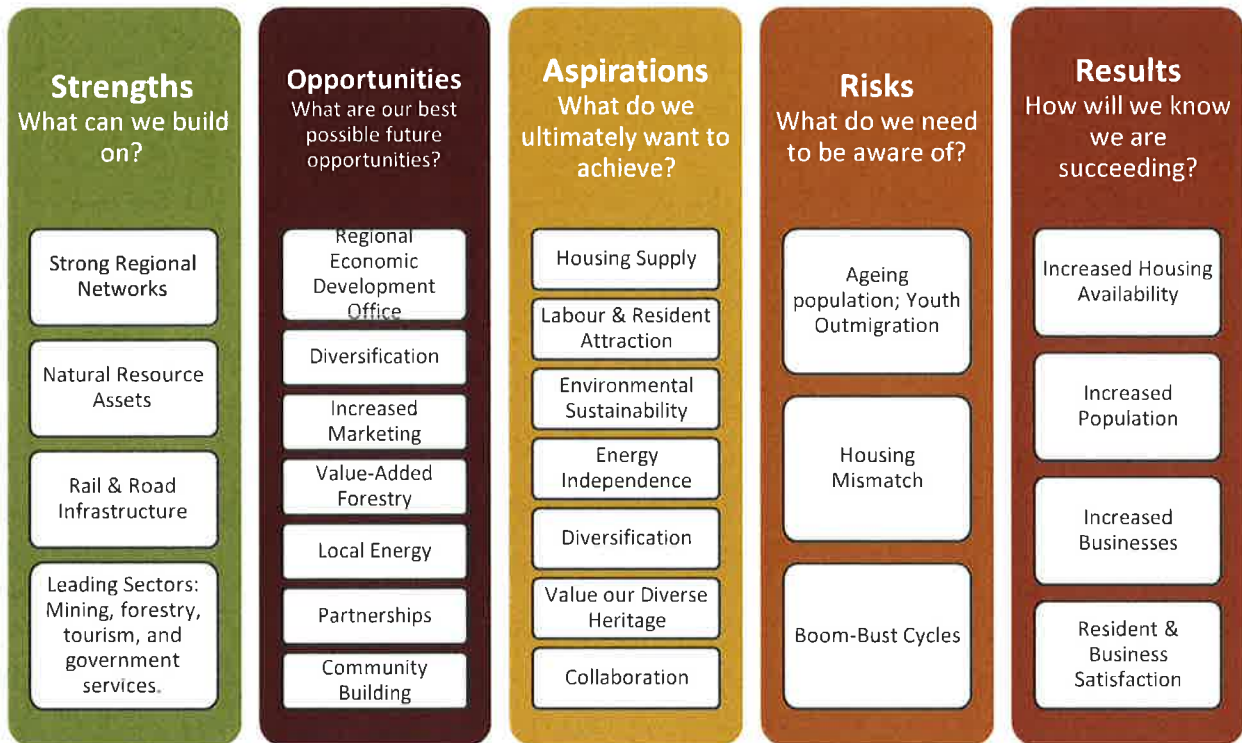 Strengths
What can we build
on?
Strong Regional
Networks
Natural Resource
Assets
Rail & Road
Infrastructure
Leading Sectors:
Mining, forestry,
tourism, and
government
services.
Opportunities
What are our best
possible future
opportunities?
Regional
Economic
Development
Office
Diversification
Increased
Marketing
Value-Added
Forestry
Local Energy
Partnerships
Community
Building
Aspirations
What do we
ultimately want to
achieve?
Housing Supply
Labour & Resident
Attraction
Environmental
Sustainability
Energy
Independence
Diversification
Value our Diverse
Heritage
Collaboration
Risks
What do we need
to be aware of?
Ageing
population; Youth
Outmigration
Housing
Mismatch
Boom-Bust Cycles
Results
How will we know
we are
succeeding?
Increased Housing
Availability
Increased
Population
Increased
Businesses
Resident &
Business
Satisfaction